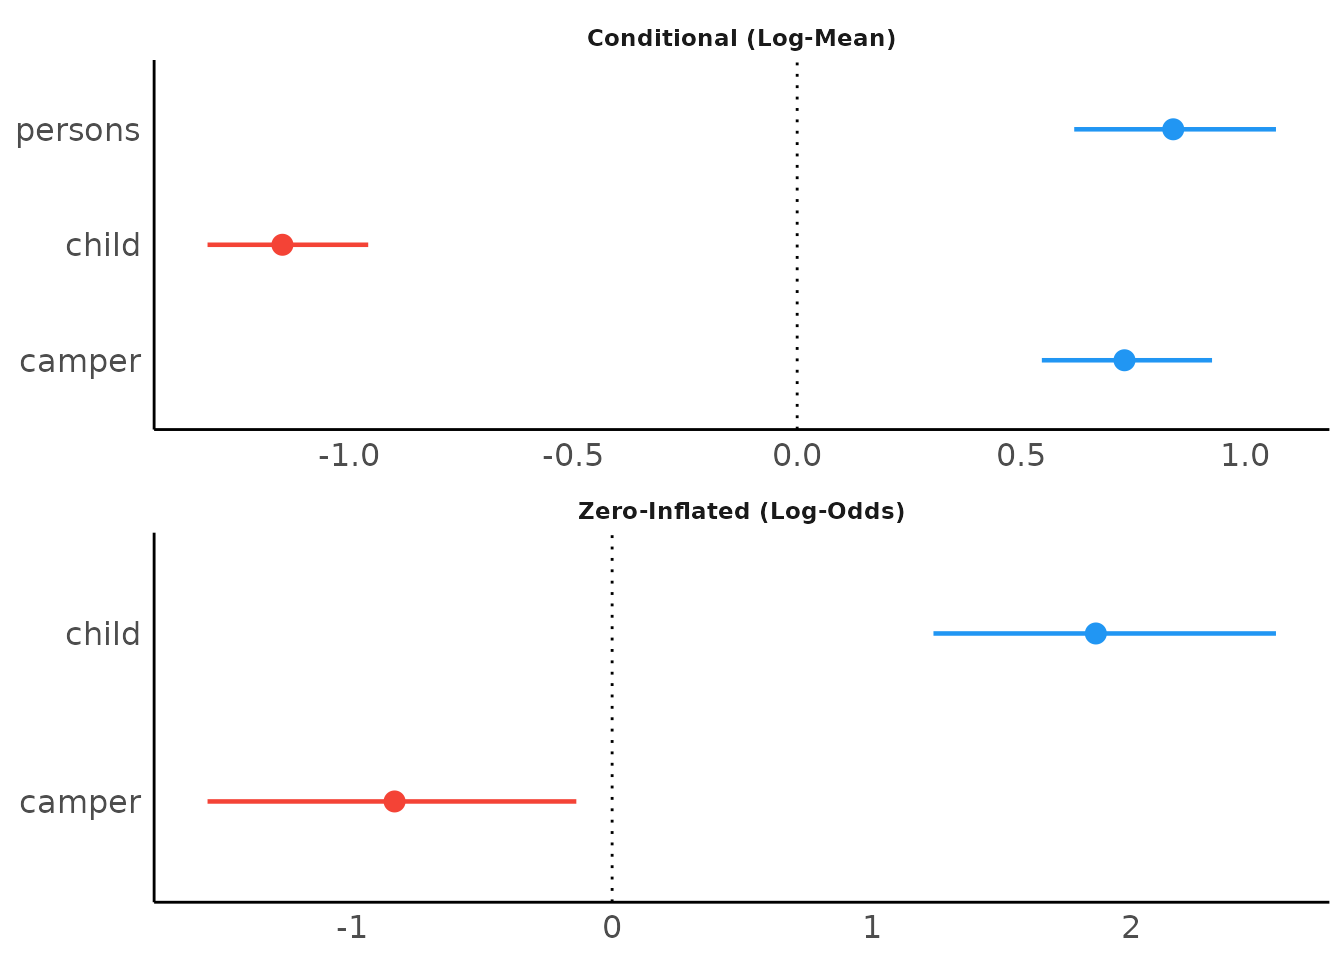 Conditional (Log-Mean)
persons
child
camper
-1.0 -0.5 0.0 0.5 1.0
Zero-Inflated (Log-Odds)
child
camper
-1 0 1 2